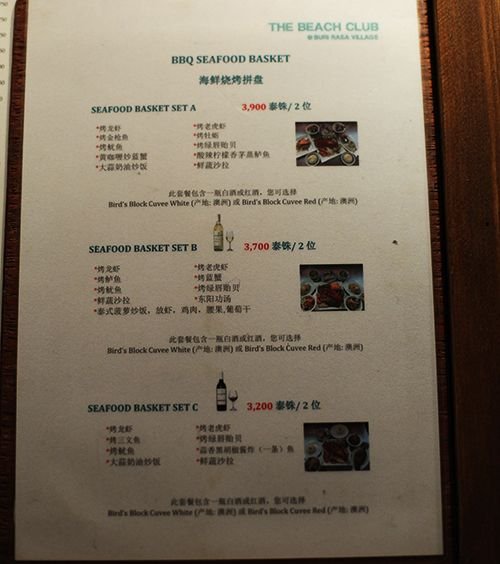 THE BEACH CLUB
@ BURI RASA VILLAGE
BBQ SEAFOOD BASKET
海鲜烧烤拼盘
SEAFOOD BASKET SET A 3,900 泰铢/ 2 位
*烤龙虾 *烤老虎虾
*烤金枪鱼 *烤牡蛎
*烤鱿鱼 *烤绿唇贻贝
*黄咖喱炒蓝蟹 *酸辣柠檬香茅蒸鲈鱼
*大蒜奶油炒饭 *鲜蔬沙拉
此套餐包含一瓶白酒或红酒，您可选择
Bird's Block Cuvee White (产地: 澳洲) 或 Bird's Block Cuvee Red (产地: 澳洲)
SEAFOOD BASKET SET B 3,700 泰铢/ 2 位
*烤龙虾 *烤老虎虾
*烤鲈鱼 *烤蓝蟹
*烤鱿鱼 *烤绿唇贻贝
*鲜蔬沙拉 *东阳功汤
*泰式菠萝炒饭，放虾，鸡肉，腰果,葡萄干
此套餐包含一瓶白酒或红酒，您可选择
Bird's Block Cuvee White (产地: 澳洲) 或 Bird's Block Cuvee Red (产地: 澳洲)
SEAFOOD BASKET SET C 3,200 泰铢/ 2 位
*烤龙虾 *烤老虎虾
*烤三文鱼 *烤绿唇贻贝
*烤鱿鱼 *蒜香黑胡椒酱炸（一条）鱼
*大蒜奶油炒饭 *鲜蔬沙拉
此套餐包含一瓶白酒或红酒，您可选择
Bird's Block Cuvee White (产地: 澳洲) 或 Bird's Block Cuvee Red (产地: 澳洲)